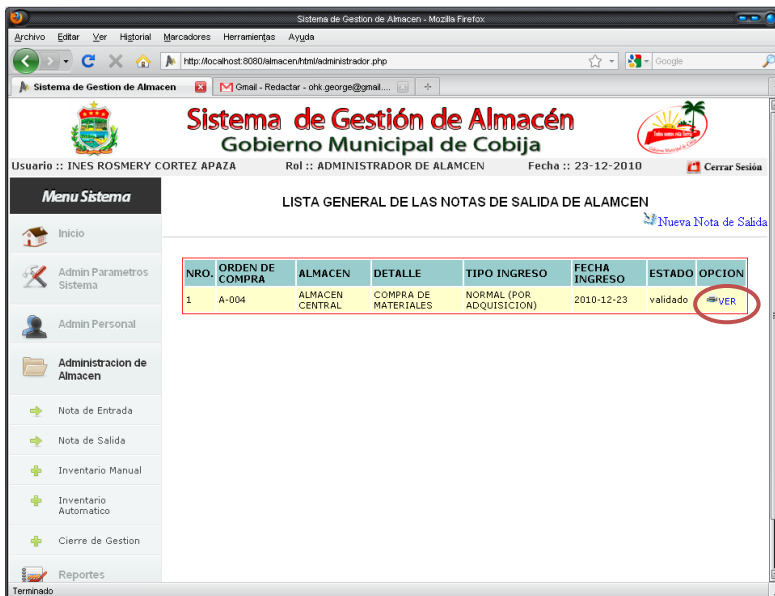 Sistema de Gestion de Almacen - Mozilla Firefox
Archivo Editar Ver Historial Marcadores Herramientas Ayuda
http://localhost:8080/almacen/html/administrador.php
Google
Sistema de Gestion de Almacen
Gmail - Redactar - ohk.george@gmail....
Sistema de Gestión de Almacén
Gobierno Municipal de Cobija
Usuario :: INES ROSMERY CORTEZ APAZA Rol :: ADMINISTRADOR DE ALAMCEN Fecha :: 23-12-2010 Cerrar Sesión
Menu Sistema
LISTA GENERAL DE LAS NOTAS DE SALIDA DE ALAMCEN
Nueva Nota de Salida
Inicio
Admin Parametros
Sistema
Admin Personal
Administracion de
Almacen
Nota de Entrada
Nota de Salida
Inventario Manual
Inventario
Automatico
Cierre de Gestion
Reportes
NRO. ORDEN DE COMPRA ALMACEN DETALLE TIPO INGRESO FECHA INGRESO ESTADO OPCION
1 A-004 ALMACEN CENTRAL COMPRA DE MATERIALES NORMAL (POR ADQUISICION) 2010-12-23 validado VER
Terminado